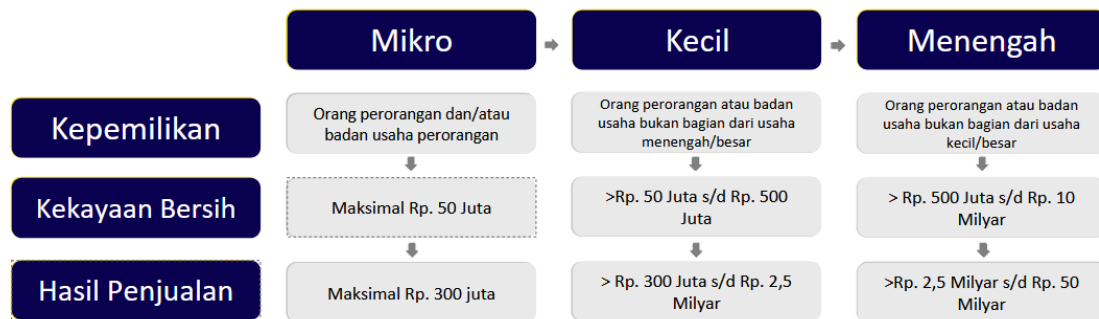 Mikro
Kecil
Menengah
Kepemilikan
Orang perorangan dan/atau
badan usaha perorangan
Orang perorangan atau badan
usaha bukan bagian dari usaha
menengah/besar
Orang perorangan atau badan
usaha bukan bagian dari usaha
kecil/besar
Kekayaan Bersih
Maksimal Rp. 50 Juta
>Rp. 50 Juta s/d Rp. 500
Juta
> Rp. 500 Juta s/d Rp. 10
Milyar
Hasil Penjualan
Maksimal Rp. 300 juta
> Rp. 300 Juta s/d Rp. 2,5
Milyar
>Rp. 2,5 Milyar s/d Rp. 50
Milyar